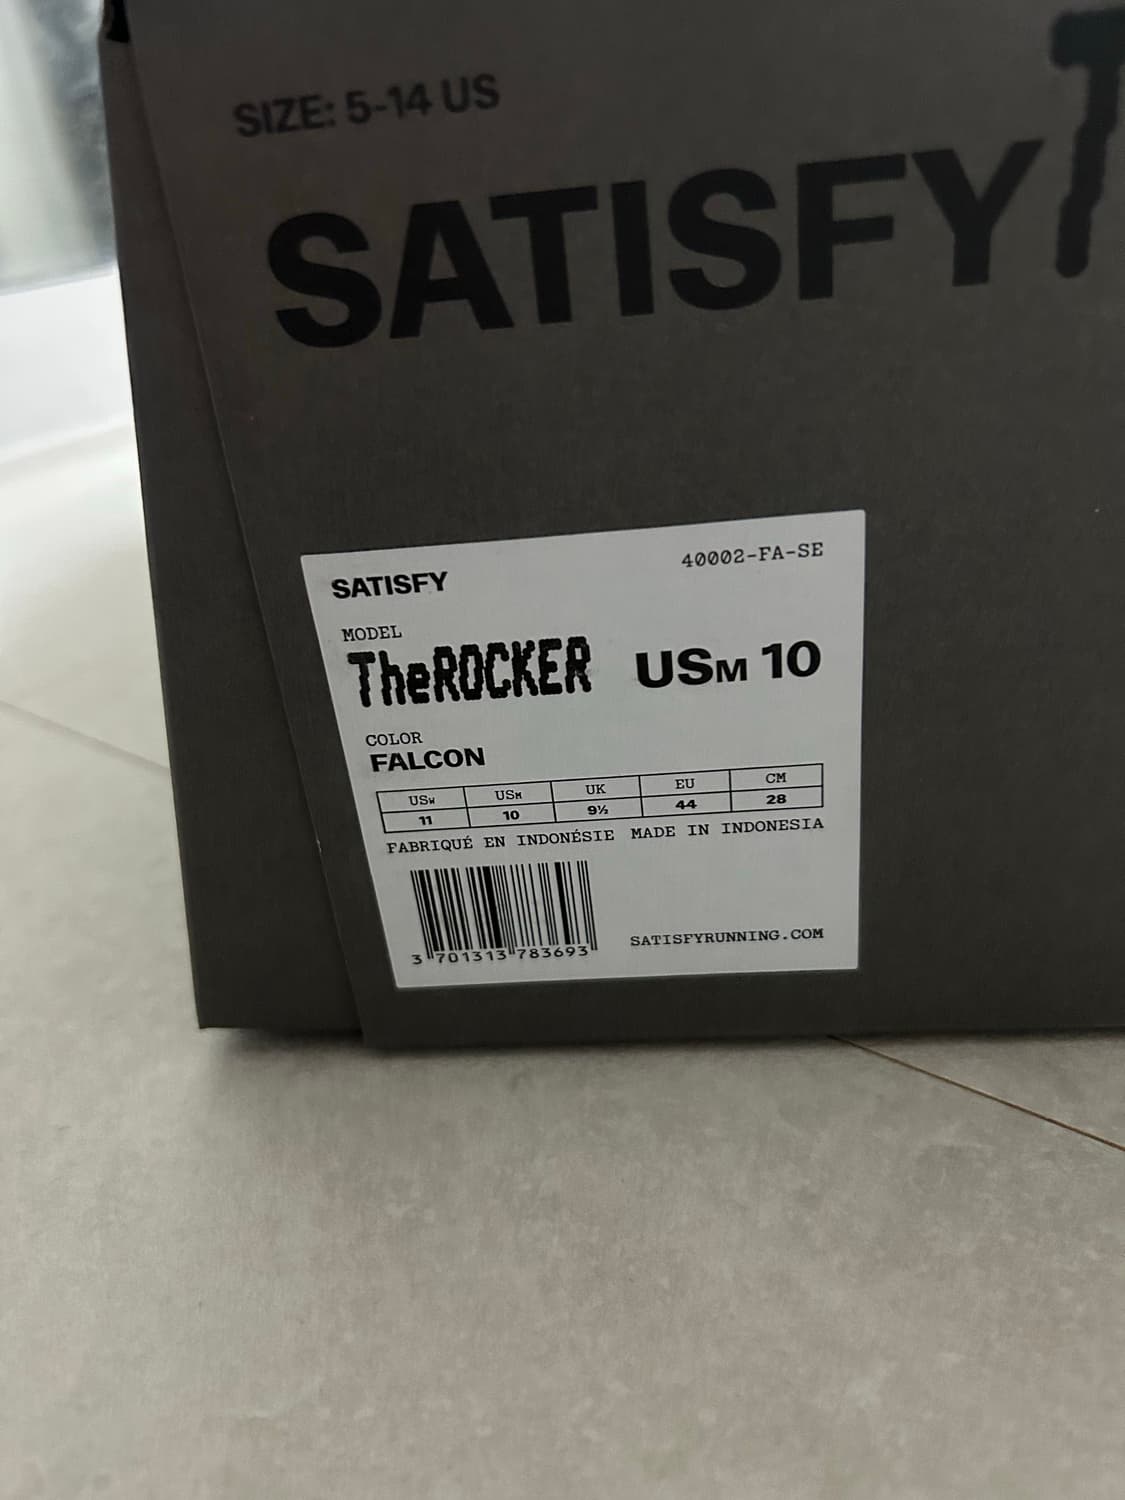 SIZE: 5-14 US
SATISFY
SATISFY
40002-FA-SE
MODEL
TheROCKER USM 10
COLOR
FALCON
USW USM UK EU CM
11 10 9½ 44 28
FABRIQUÉ EN INDONÉSIE MADE IN INDONESIA
3 701313 783693
SATISFYRUNNING.COM